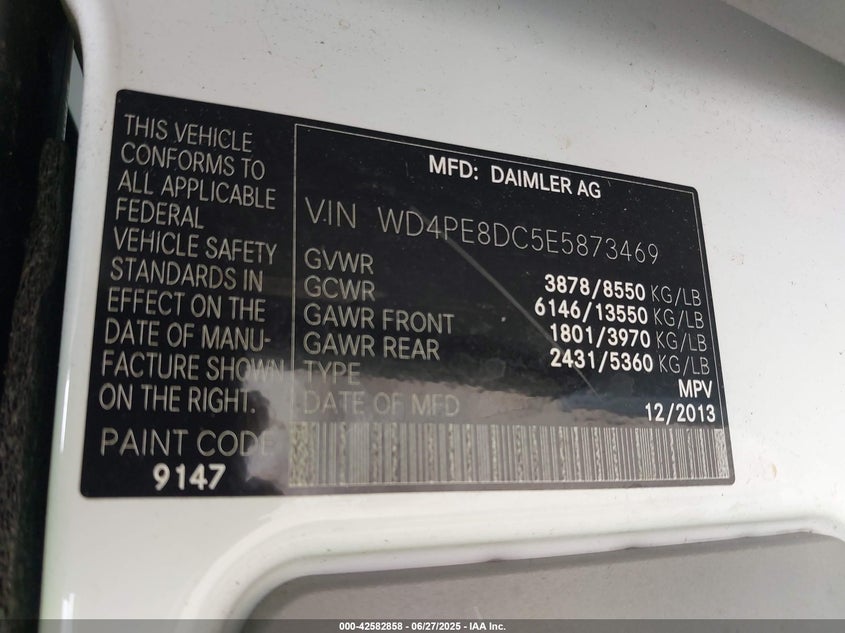 THIS VEHICLE
CONFORMS TO
ALL APPLICABLE
FEDERAL
VEHICLE SAFETY
STANDARDS IN
EFFECT ON THE
DATE OF MANU-
FACTURE SHOWN
ON THE RIGHT.
PAINT CODE
9147
MFD: DAIMLER AG
VIN WD4PE8DC5E5873469
GVWR 3878/8550 KG/LB
GCWR 6146/13550 KG/LB
GAWR FRONT 1801/3970 KG/LB
GAWR REAR 2431/5360 KG/LB
TYPE MPV
DATE OF MFD 12/2013
000-42582858 - 06/27/2025 - IAA Inc.